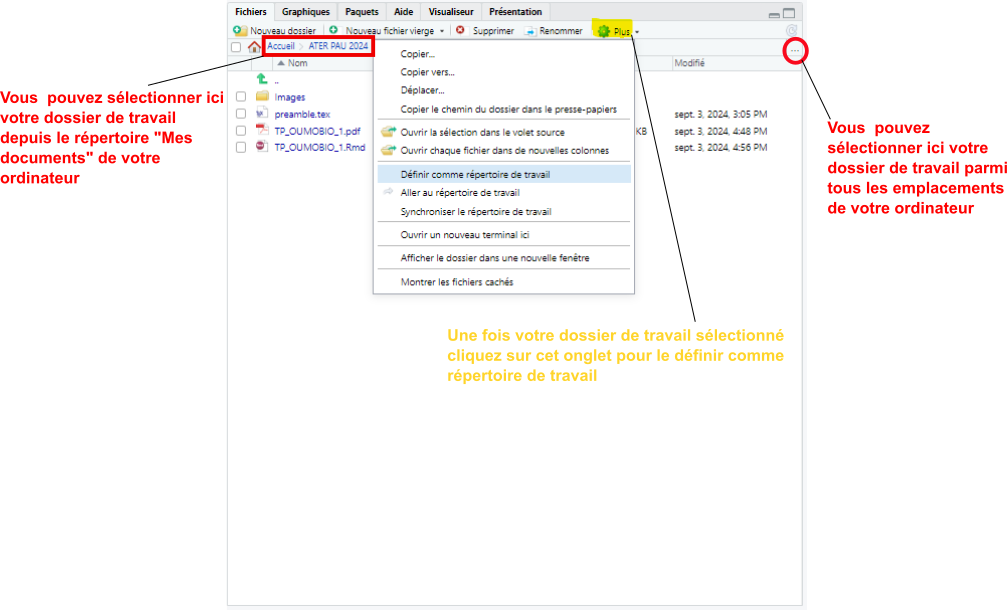 Fichiers Graphiques Paquets Aide Visualiseur Présentation
Nouveau dossier Nouveau fichier vierge Supprimer Renommer Plus
Accueil ATER PAU 2024 ...
Nom Modifié
..
Images
preamble.tex sept. 3, 2024, 3:05 PM
TP_OUMOBIO_1.pdf KB sept. 3, 2024, 4:48 PM
TP_OUMOBIO_1.Rmd sept. 3, 2024, 4:56 PM
Copier...
Copier vers...
Déplacer...
Copier le chemin du dossier dans le presse-papiers
Ouvrir la sélection dans le volet source
Ouvrir chaque fichier dans de nouvelles colonnes
Définir comme répertoire de travail
Aller au répertoire de travail
Synchroniser le répertoire de travail
Ouvrir un nouveau terminal ici
Afficher le dossier dans une nouvelle fenêtre
Montrer les fichiers cachés
Vous pouvez sélectionner ici
votre dossier de travail
depuis le répertoire "Mes
documents" de votre
ordinateur
Vous pouvez
sélectionner ici votre
dossier de travail parmi
tous les emplacements
de votre ordinateur
Une fois votre dossier de travail sélectionné
cliquez sur cet onglet pour le définir comme
répertoire de travail